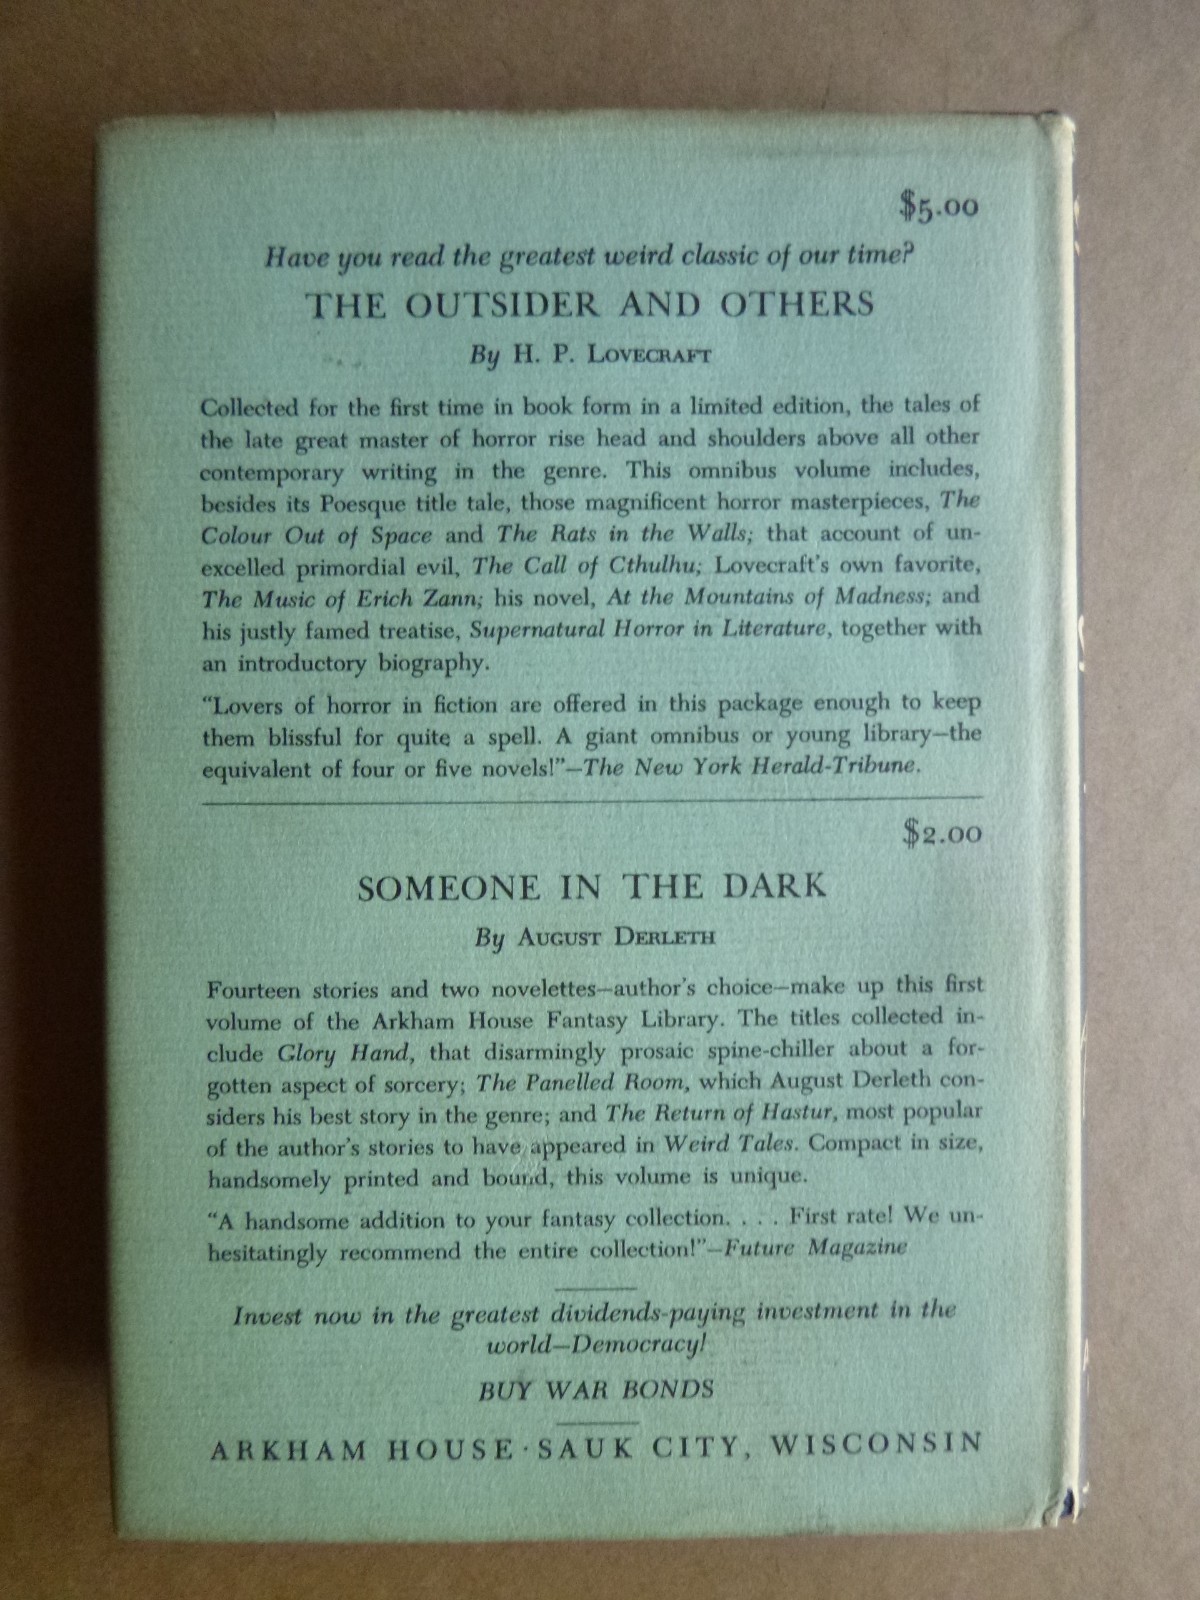 $5.00
Have you read the greatest weird classic of our time?
THE OUTSIDER AND OTHERS
By H. P. LOVECRAFT
Collected for the first time in book form in a limited edition, the tales of
the late great master of horror rise head and shoulders above all other
contemporary writing in the genre. This omnibus volume includes,
besides its Poesque title tale, those magnificent horror masterpieces, The
Colour Out of Space and The Rats in the Walls; that account of un-
excelled primordial evil, The Call of Cthulhu; Lovecraft's own favorite,
The Music of Erich Zann; his novel, At the Mountains of Madness; and
his justly famed treatise, Supernatural Horror in Literature, together with
an introductory biography.
"Lovers of horror in fiction are offered in this package enough to keep
them blissful for quite a spell. A giant omnibus or young library—the
equivalent of four or five novels!"—The New York Herald-Tribune.
$2.00
SOMEONE IN THE DARK
By AUGUST DERLETH
Fourteen stories and two novelettes—author's choice—make up this first
volume of the Arkham House Fantasy Library. The titles collected in-
clude Glory Hand, that disarmingly prosaic spine-chiller about a for-
gotten aspect of sorcery; The Panelled Room, which August Derleth con-
siders his best story in the genre; and The Return of Hastur, most popular
of the author's stories to have appeared in Weird Tales. Compact in size,
handsomely printed and bound, this volume is unique.
"A handsome addition to your fantasy collection. . . . First rate! We un-
hesitatingly recommend the entire collection!"—Future Magazine
Invest now in the greatest dividends-paying investment in the
world—Democracy!
BUY WAR BONDS
ARKHAM HOUSE · SAUK CITY, WISCONSIN